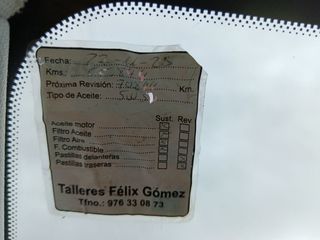 Fecha:
Kms.
Próxima Revisión: Km.
Tipo de Aceite:
Sust. Rev.
Aceite motor
Filtro Aceite
Filtro Aire
F. Combustible
Pastillas delanteras
Pastillas traseras
Talleres Félix Gómez
Tfno.: 976 33 08 73